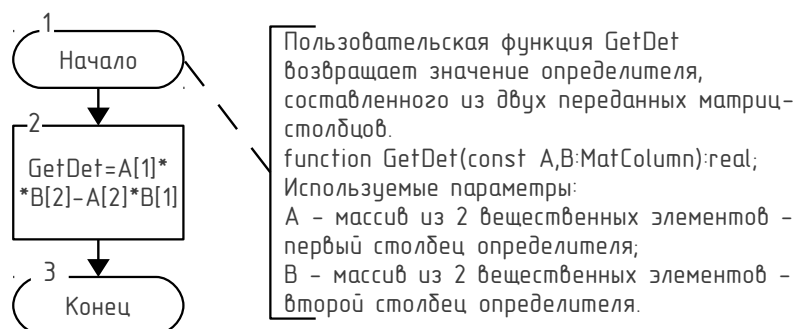 1
Начало
2
GetDet=A[1]*
*B[2]-A[2]*B[1]
3
Конец
Пользовательская функция GetDet
возвращает значение определителя,
составленного из двух переданных матриц-
столбцов.
function GetDet(const A,B:MatColumn):real;
Используемые параметры:
A - массив из 2 вещественных элементов -
первый столбец определителя;
B - массив из 2 вещественных элементов -
второй столбец определителя.